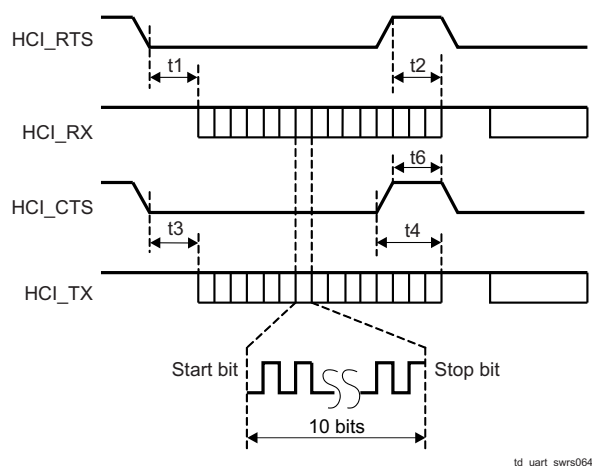 HCI_RTS
t1
t2
HCI_RX
t6
HCI_CTS
t3
t4
HCI_TX
Start bit
Stop bit
10 bits
td_uart_swrs064